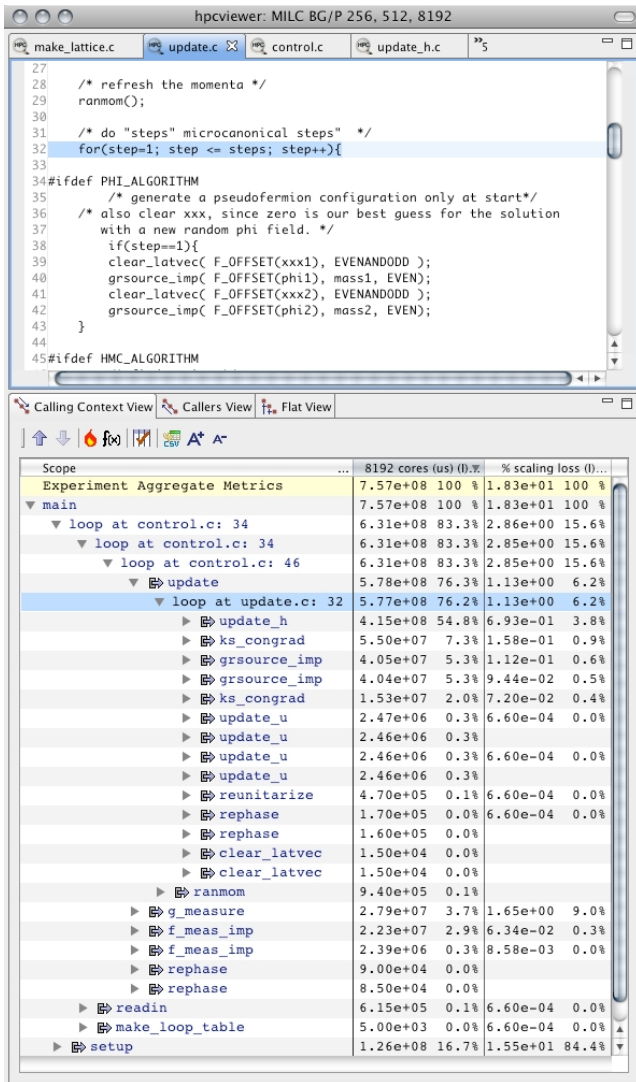 hpcviewer: MILC BG/P 256, 512, 8192
make_lattice.c update.c control.c update_h.c »5
27
28 /* refresh the momenta */
29 ranmom();
30
31 /* do "steps" microcanonical steps" */
32 for(step=1; step <= steps; step++){
33
34 #ifdef PHI_ALGORITHM
35 /* generate a pseudofermion configuration only at start*/
36 /* also clear xxx, since zero is our best guess for the solution
37 with a new random phi field. */
38 if(step==1){
39 clear_latvec( F_OFFSET(xxx1), EVENANDODD );
40 grsource_imp( F_OFFSET(phi1), mass1, EVEN);
41 clear_latvec( F_OFFSET(xxx2), EVENANDODD );
42 grsource_imp( F_OFFSET(phi2), mass2, EVEN);
43 }
44
45 #ifdef HMC_ALGORITHM
Calling Context View Callers View Flat View
f(x) CSV A+ A-
Scope ... 8192 cores (us) (I) % scaling loss (I)...
Experiment Aggregate Metrics 7.57e+08 100 % 1.83e+01 100 %
main 7.57e+08 100 % 1.83e+01 100 %
loop at control.c: 34 6.31e+08 83.3% 2.86e+00 15.6%
loop at control.c: 34 6.31e+08 83.3% 2.85e+00 15.6%
loop at control.c: 46 6.31e+08 83.3% 2.85e+00 15.6%
update 5.78e+08 76.3% 1.13e+00 6.2%
loop at update.c: 32 5.77e+08 76.2% 1.13e+00 6.2%
update_h 4.15e+08 54.8% 6.93e-01 3.8%
ks_congrad 5.50e+07 7.3% 1.58e-01 0.9%
grsource_imp 4.05e+07 5.3% 1.12e-01 0.6%
grsource_imp 4.04e+07 5.3% 9.44e-02 0.5%
ks_congrad 1.53e+07 2.0% 7.20e-02 0.4%
update_u 2.47e+06 0.3% 6.60e-04 0.0%
update_u 2.46e+06 0.3%
update_u 2.46e+06 0.3% 6.60e-04 0.0%
update_u 2.46e+06 0.3%
reunitarize 4.70e+05 0.1% 6.60e-04 0.0%
rephase 1.70e+05 0.0% 6.60e-04 0.0%
rephase 1.60e+05 0.0%
clear_latvec 1.50e+04 0.0%
clear_latvec 1.50e+04 0.0%
ranmom 9.40e+05 0.1%
g_measure 2.79e+07 3.7% 1.65e+00 9.0%
f_meas_imp 2.23e+07 2.9% 6.34e-02 0.3%
f_meas_imp 2.39e+06 0.3% 8.58e-03 0.0%
rephase 9.00e+04 0.0%
rephase 8.50e+04 0.0%
readin 6.15e+05 0.1% 6.60e-04 0.0%
make_loop_table 5.00e+03 0.0% 6.60e-04 0.0%
setup 1.26e+08 16.7% 1.55e+01 84.4%